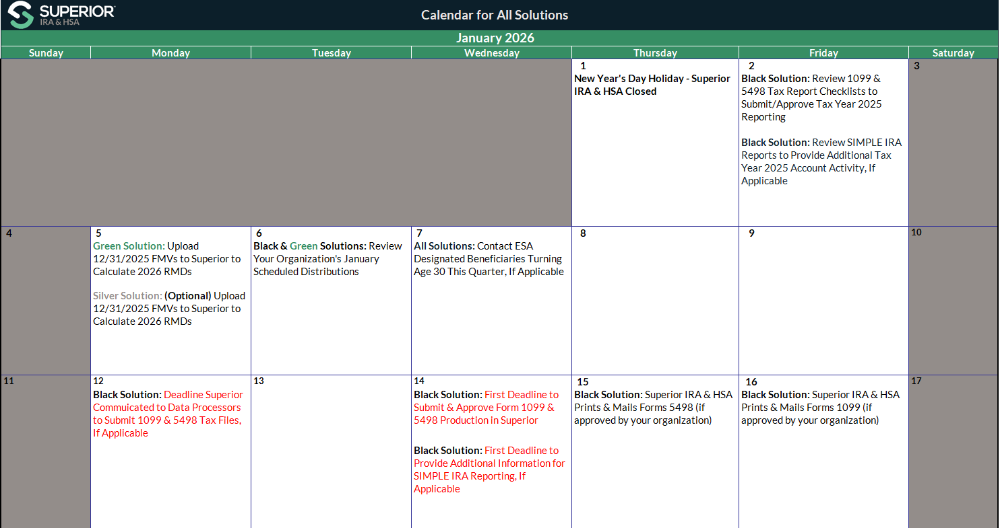 SUPERIOR
IRA & HSA
Calendar for All Solutions
January 2026
Sunday
Monday
Tuesday
Wednesday
Thursday
Friday
Saturday
1
New Year's Day Holiday - Superior
IRA & HSA Closed
2
Black Solution: Review 1099 &
5498 Tax Report Checklists to
Submit/Approve Tax Year 2025
Reporting
Black Solution: Review SIMPLE IRA
Reports to Provide Additional Tax
Year 2025 Account Activity, If
Applicable
3
4
5
Green Solution: Upload
12/31/2025 FMVs to Superior to
Calculate 2026 RMDs
Silver Solution: (Optional) Upload
12/31/2025 FMVs to Superior to
Calculate 2026 RMDs
6
Black & Green Solutions: Review
Your Organization's January
Scheduled Distributions
7
All Solutions: Contact ESA
Designated Beneficiaries Turning
Age 30 This Quarter, If Applicable
8
9
10
11
12
Black Solution: Deadline Superior
Commuicated to Data Processors
to Submit 1099 & 5498 Tax Files,
If Applicable
13
14
Black Solution: First Deadline to
Submit & Approve Form 1099 &
5498 Production in Superior
Black Solution: First Deadline to
Provide Additional Information for
SIMPLE IRA Reporting, If
Applicable
15
Black Solution: Superior IRA & HSA
Prints & Mails Forms 5498 (if
approved by your organization)
16
Black Solution: Superior IRA & HSA
Prints & Mails Forms 1099 (if
approved by your organization)
17